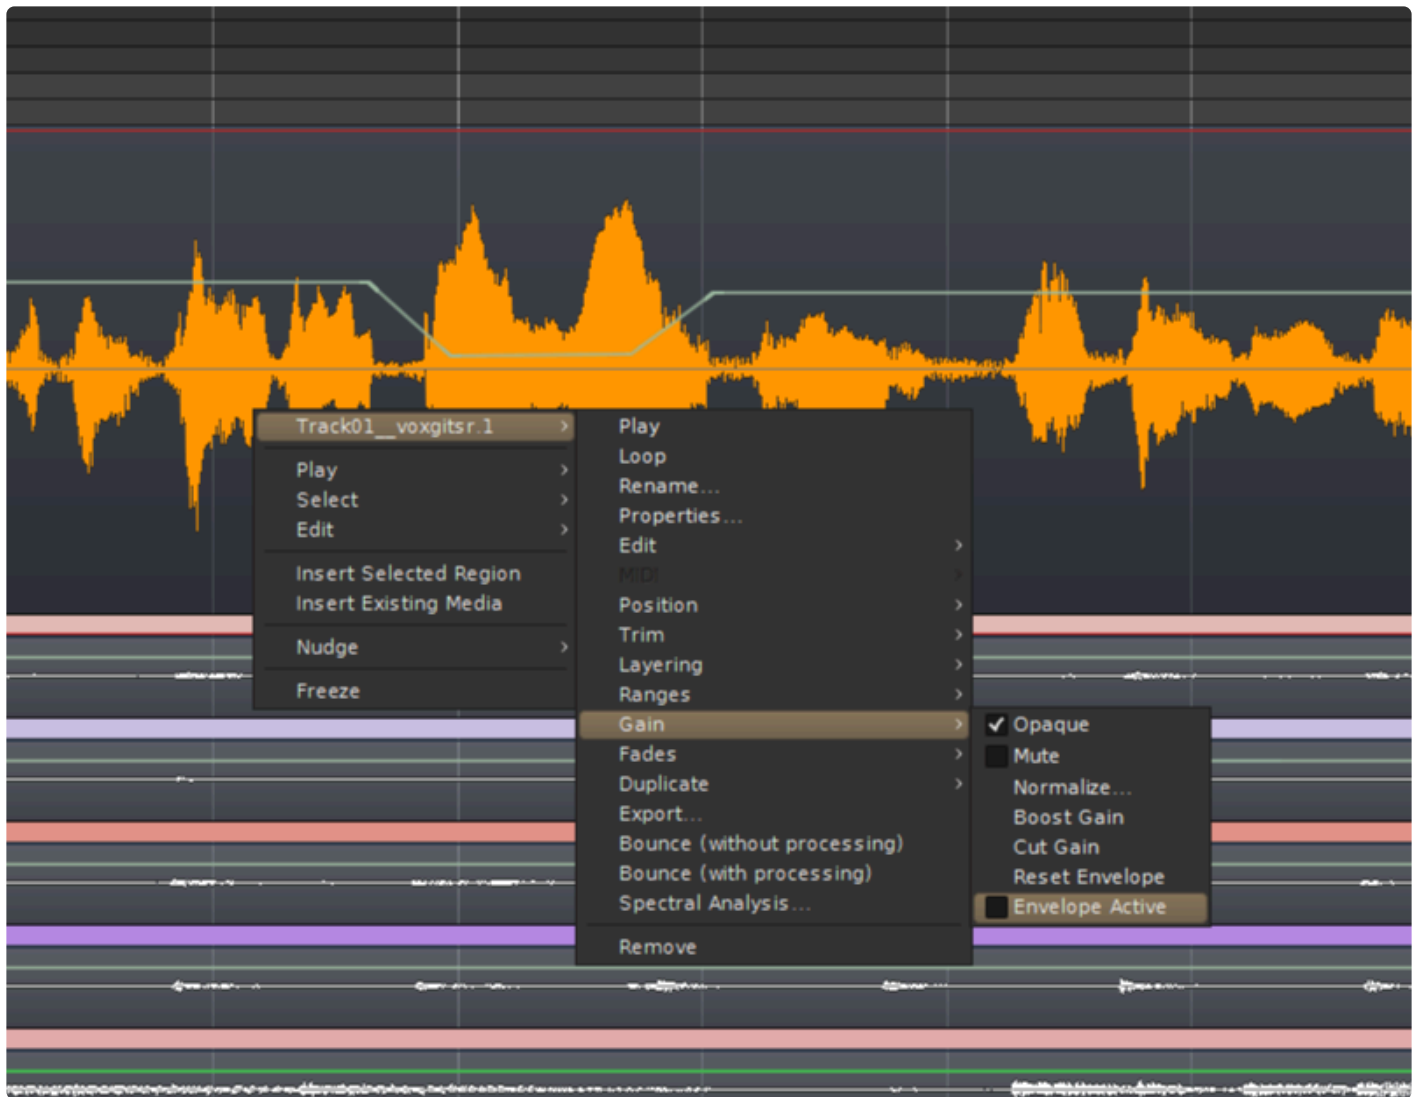 Track01__voxgitsr.1
Play
Select
Edit
Insert Selected Region
Insert Existing Media
Nudge
Freeze
Play
Loop
Rename...
Properties...
Edit
MIDI
Position
Trim
Layering
Ranges
Gain
Fades
Duplicate
Export...
Bounce (without processing)
Bounce (with processing)
Spectral Analysis...
Remove
Opaque
Mute
Normalize...
Boost Gain
Cut Gain
Reset Envelope
Envelope Active